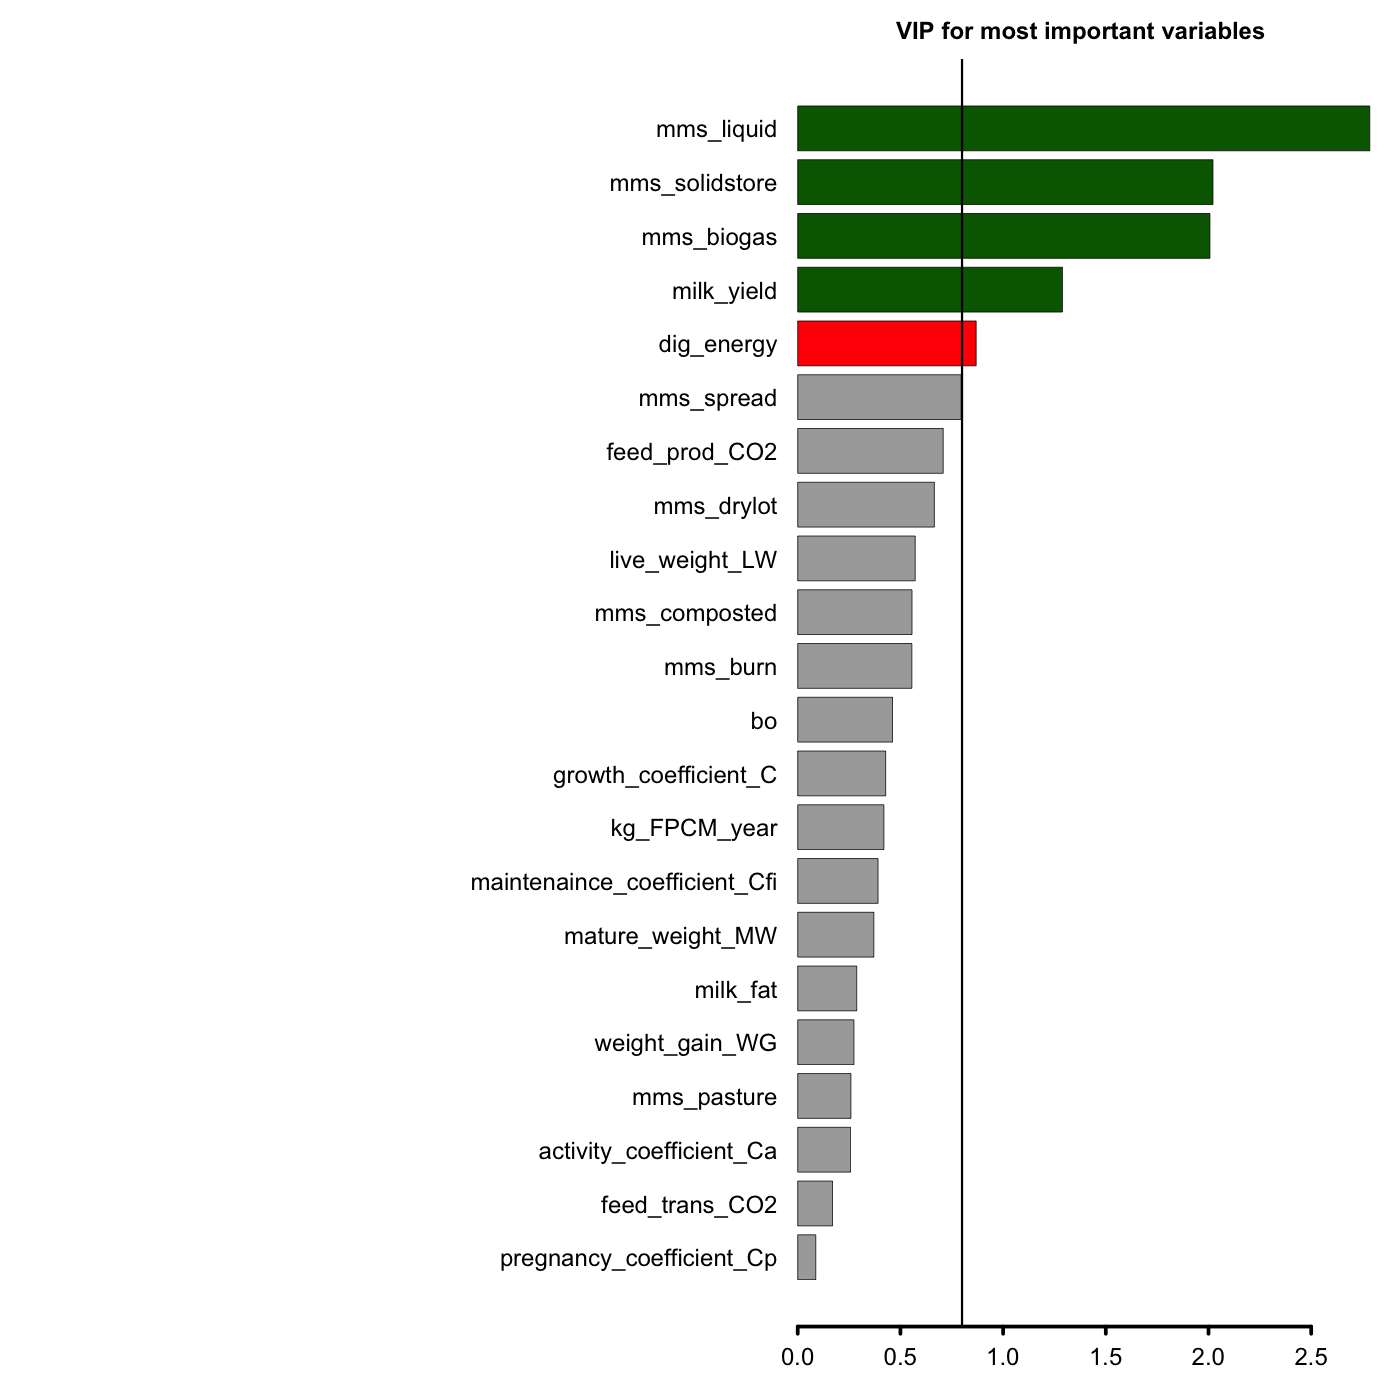 VIP for most important variables
mms_liquid
mms_solidstore
mms_biogas
milk_yield
dig_energy
mms_spread
feed_prod_CO2
mms_drylot
live_weight_LW
mms_composted
mms_burn
bo
growth_coefficient_C
kg_FPCM_year
maintenaince_coefficient_Cfi
mature_weight_MW
milk_fat
weight_gain_WG
mms_pasture
activity_coefficient_Ca
feed_trans_CO2
pregnancy_coefficient_Cp
0.0 0.5 1.0 1.5 2.0 2.5